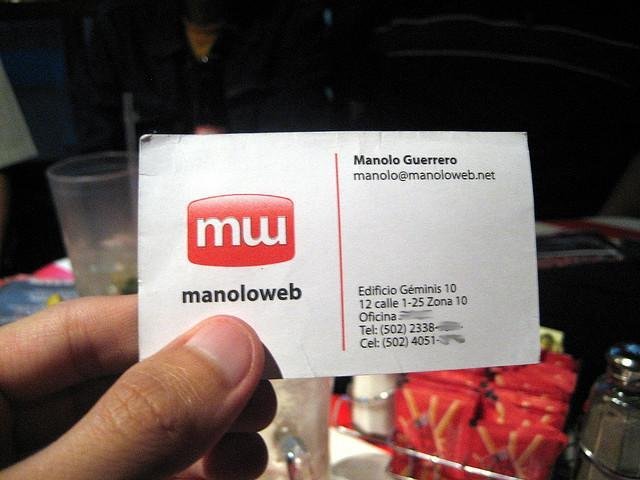 mw
manoloweb
Manolo Guerrero
manolo@manoloweb.net
Edificio Géminis 10
12 calle 1-25 Zona 10
Oficina
Tel: (502) 2338-
Cel: (502) 4051-